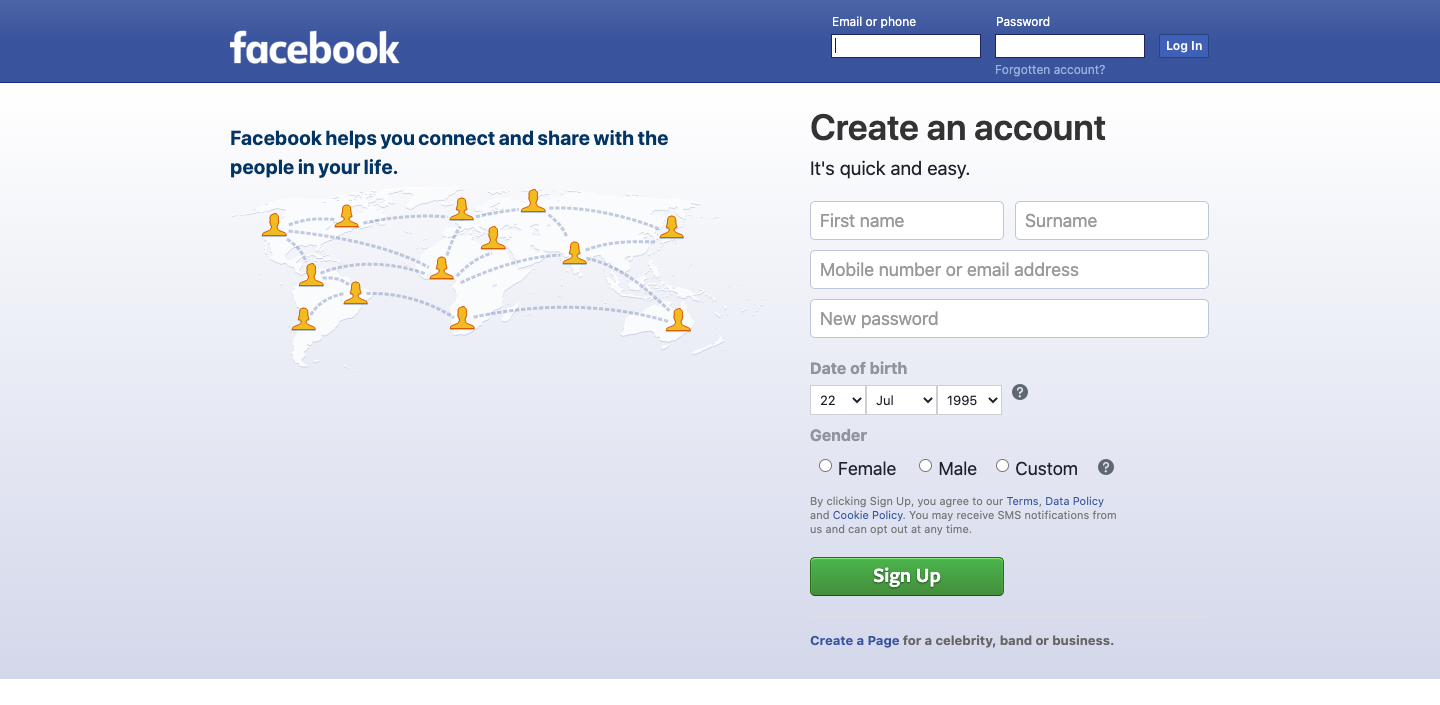 facebook
Email or phone
Password
Log In
Forgotten account?
Facebook helps you connect and share with the
people in your life.
Create an account
It's quick and easy.
First name
Surname
Mobile number or email address
New password
Date of birth
22
Jul
1995
?
Gender
Female
Male
Custom
?
By clicking Sign Up, you agree to our Terms, Data Policy
and Cookie Policy. You may receive SMS notifications from
us and can opt out at any time.
Sign Up
Create a Page for a celebrity, band or business.